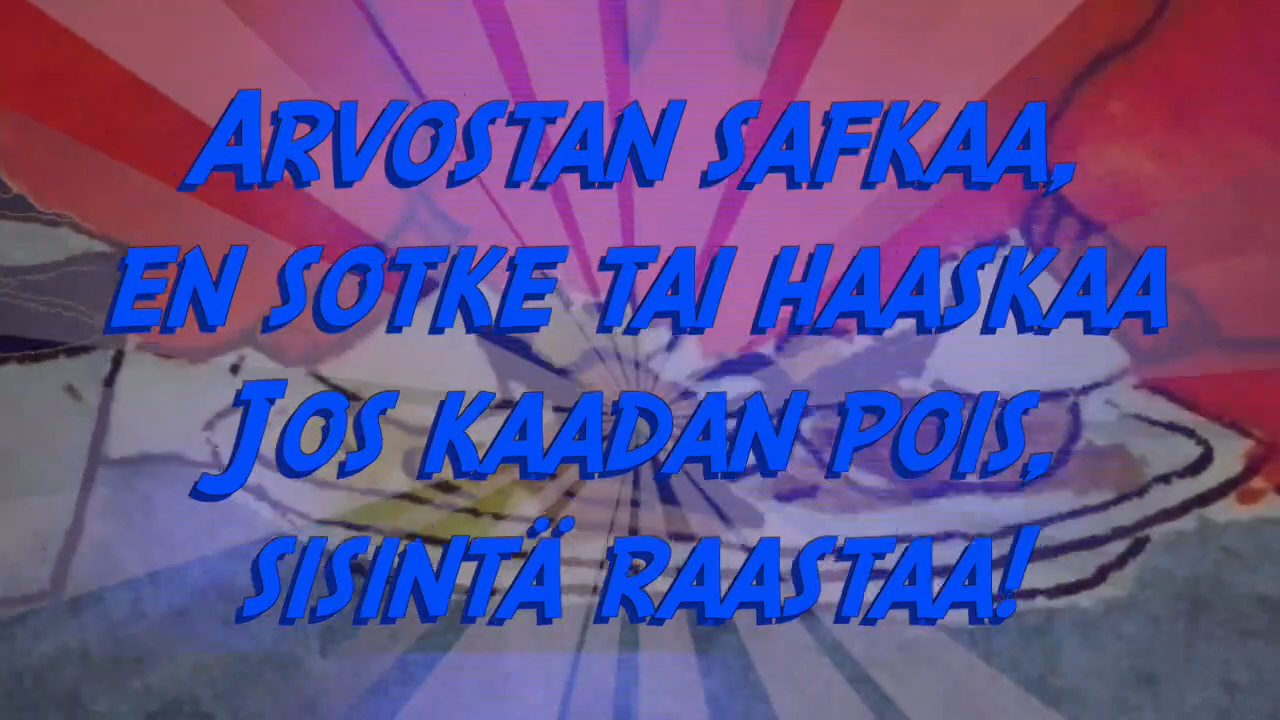 Arvostan safkaa,
en sotke tai haaskaa
Jos kaadan pois,
sisintä raastaa!